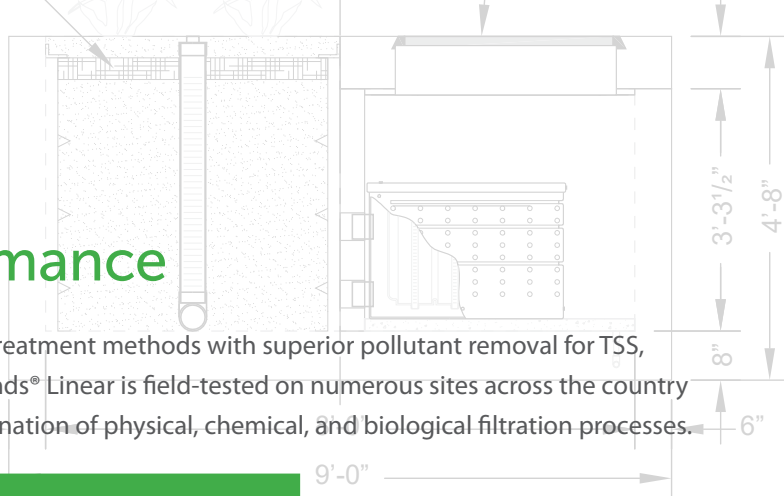 3'-3½"
4'-8"
mance
reatment methods with superior pollutant removal for TSS,
8"
nds® Linear is field-tested on numerous sites across the country
nation of physical, chemical, and biological filtration processes.
6"
9'-0"